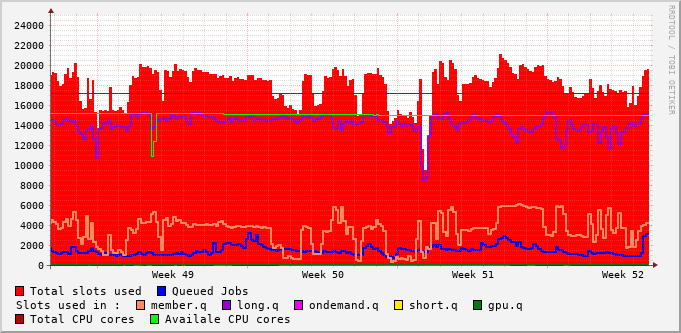 24000
22000
20000
18000
16000
14000
12000
10000
8000
6000
4000
2000
0
Week 49 Week 50 Week 51 Week 52
RRDTOOL / TOBI OETIKER
Total slots used Queued Jobs
Slots used in : member.q long.q ondemand.q short.q gpu.q
Total CPU cores Availale CPU cores